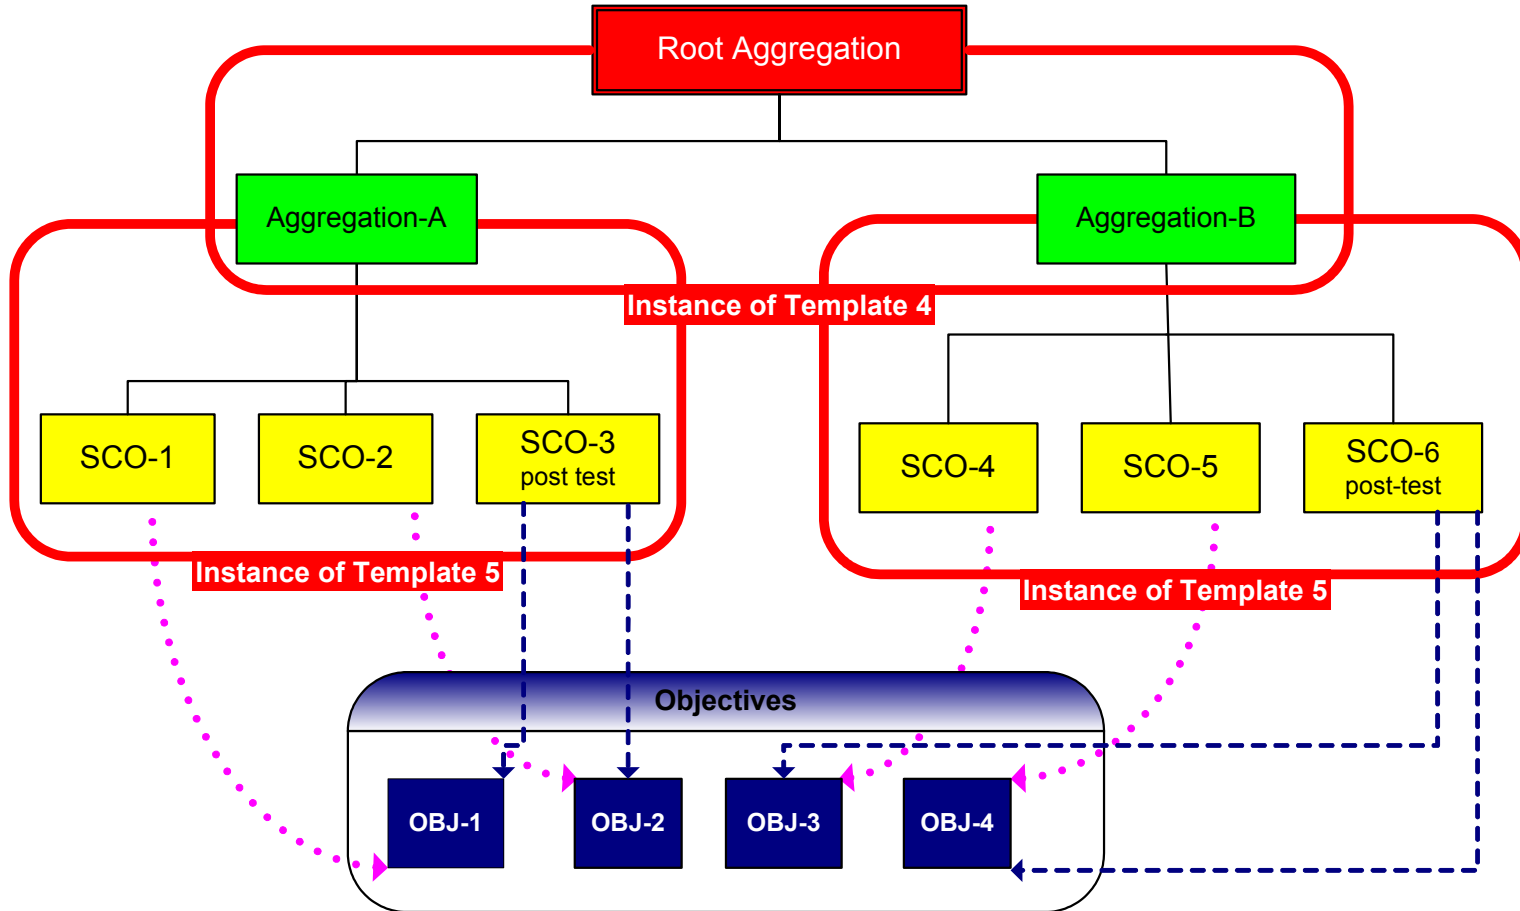 Root Aggregation
Aggregation-A
Aggregation-B
Instance of Template 4
SCO-1
SCO-2
SCO-3
post test
SCO-4
SCO-5
SCO-6
post-test
Instance of Template 5
Instance of Template 5
Objectives
OBJ-1
OBJ-2
OBJ-3
OBJ-4